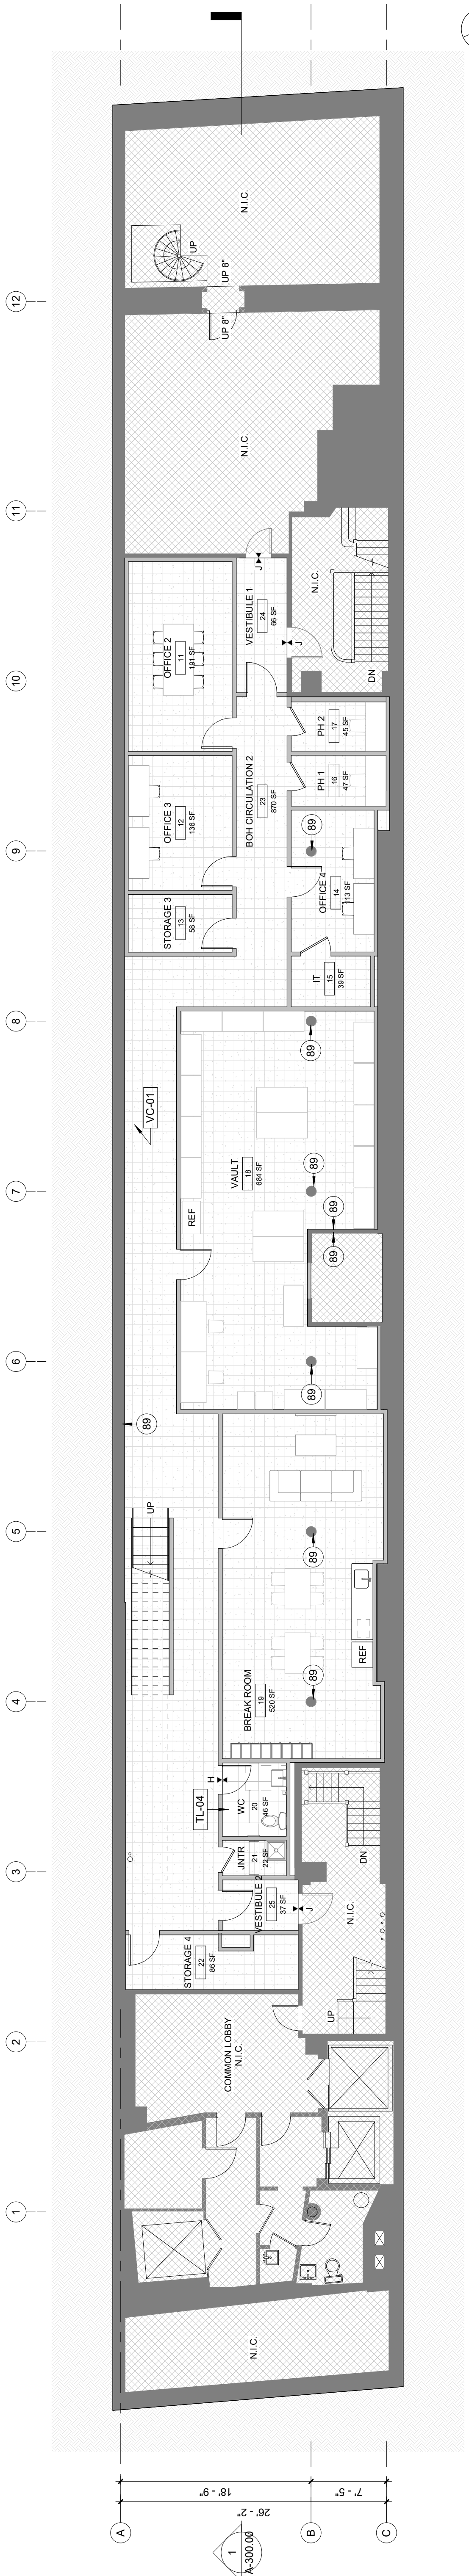 12
11
10
9
8
7
6
5
4
3
2
1
N.I.C.
UP
UP 8"
UP 8"
N.I.C.
OFFICE 2
11
191 SF
VESTIBULE 1
24
66 SF
J
J
N.I.C.
DN
OFFICE 3
12
136 SF
BOH CIRCULATION 2
23
870 SF
PH 2
17
45 SF
PH 1
16
47 SF
STORAGE 3
13
58 SF
OFFICE 4
14
113 SF
89
IT
15
39 SF
89
VC-01
VAULT
18
684 SF
REF
89
89
89
89
89
UP
89
BREAK ROOM
19
520 SF
REF
89
TL-04
H
WC
20
46 SF
JNTR
21
22 SF
VESTIBULE 2
25
37 SF
J
DN
N.I.C.
UP
STORAGE 4
22
86 SF
COMMON LOBBY
N.I.C.
N.I.C.
18' - 9"
7' - 5"
26' - 2"
A
B
C
1
A-300.00